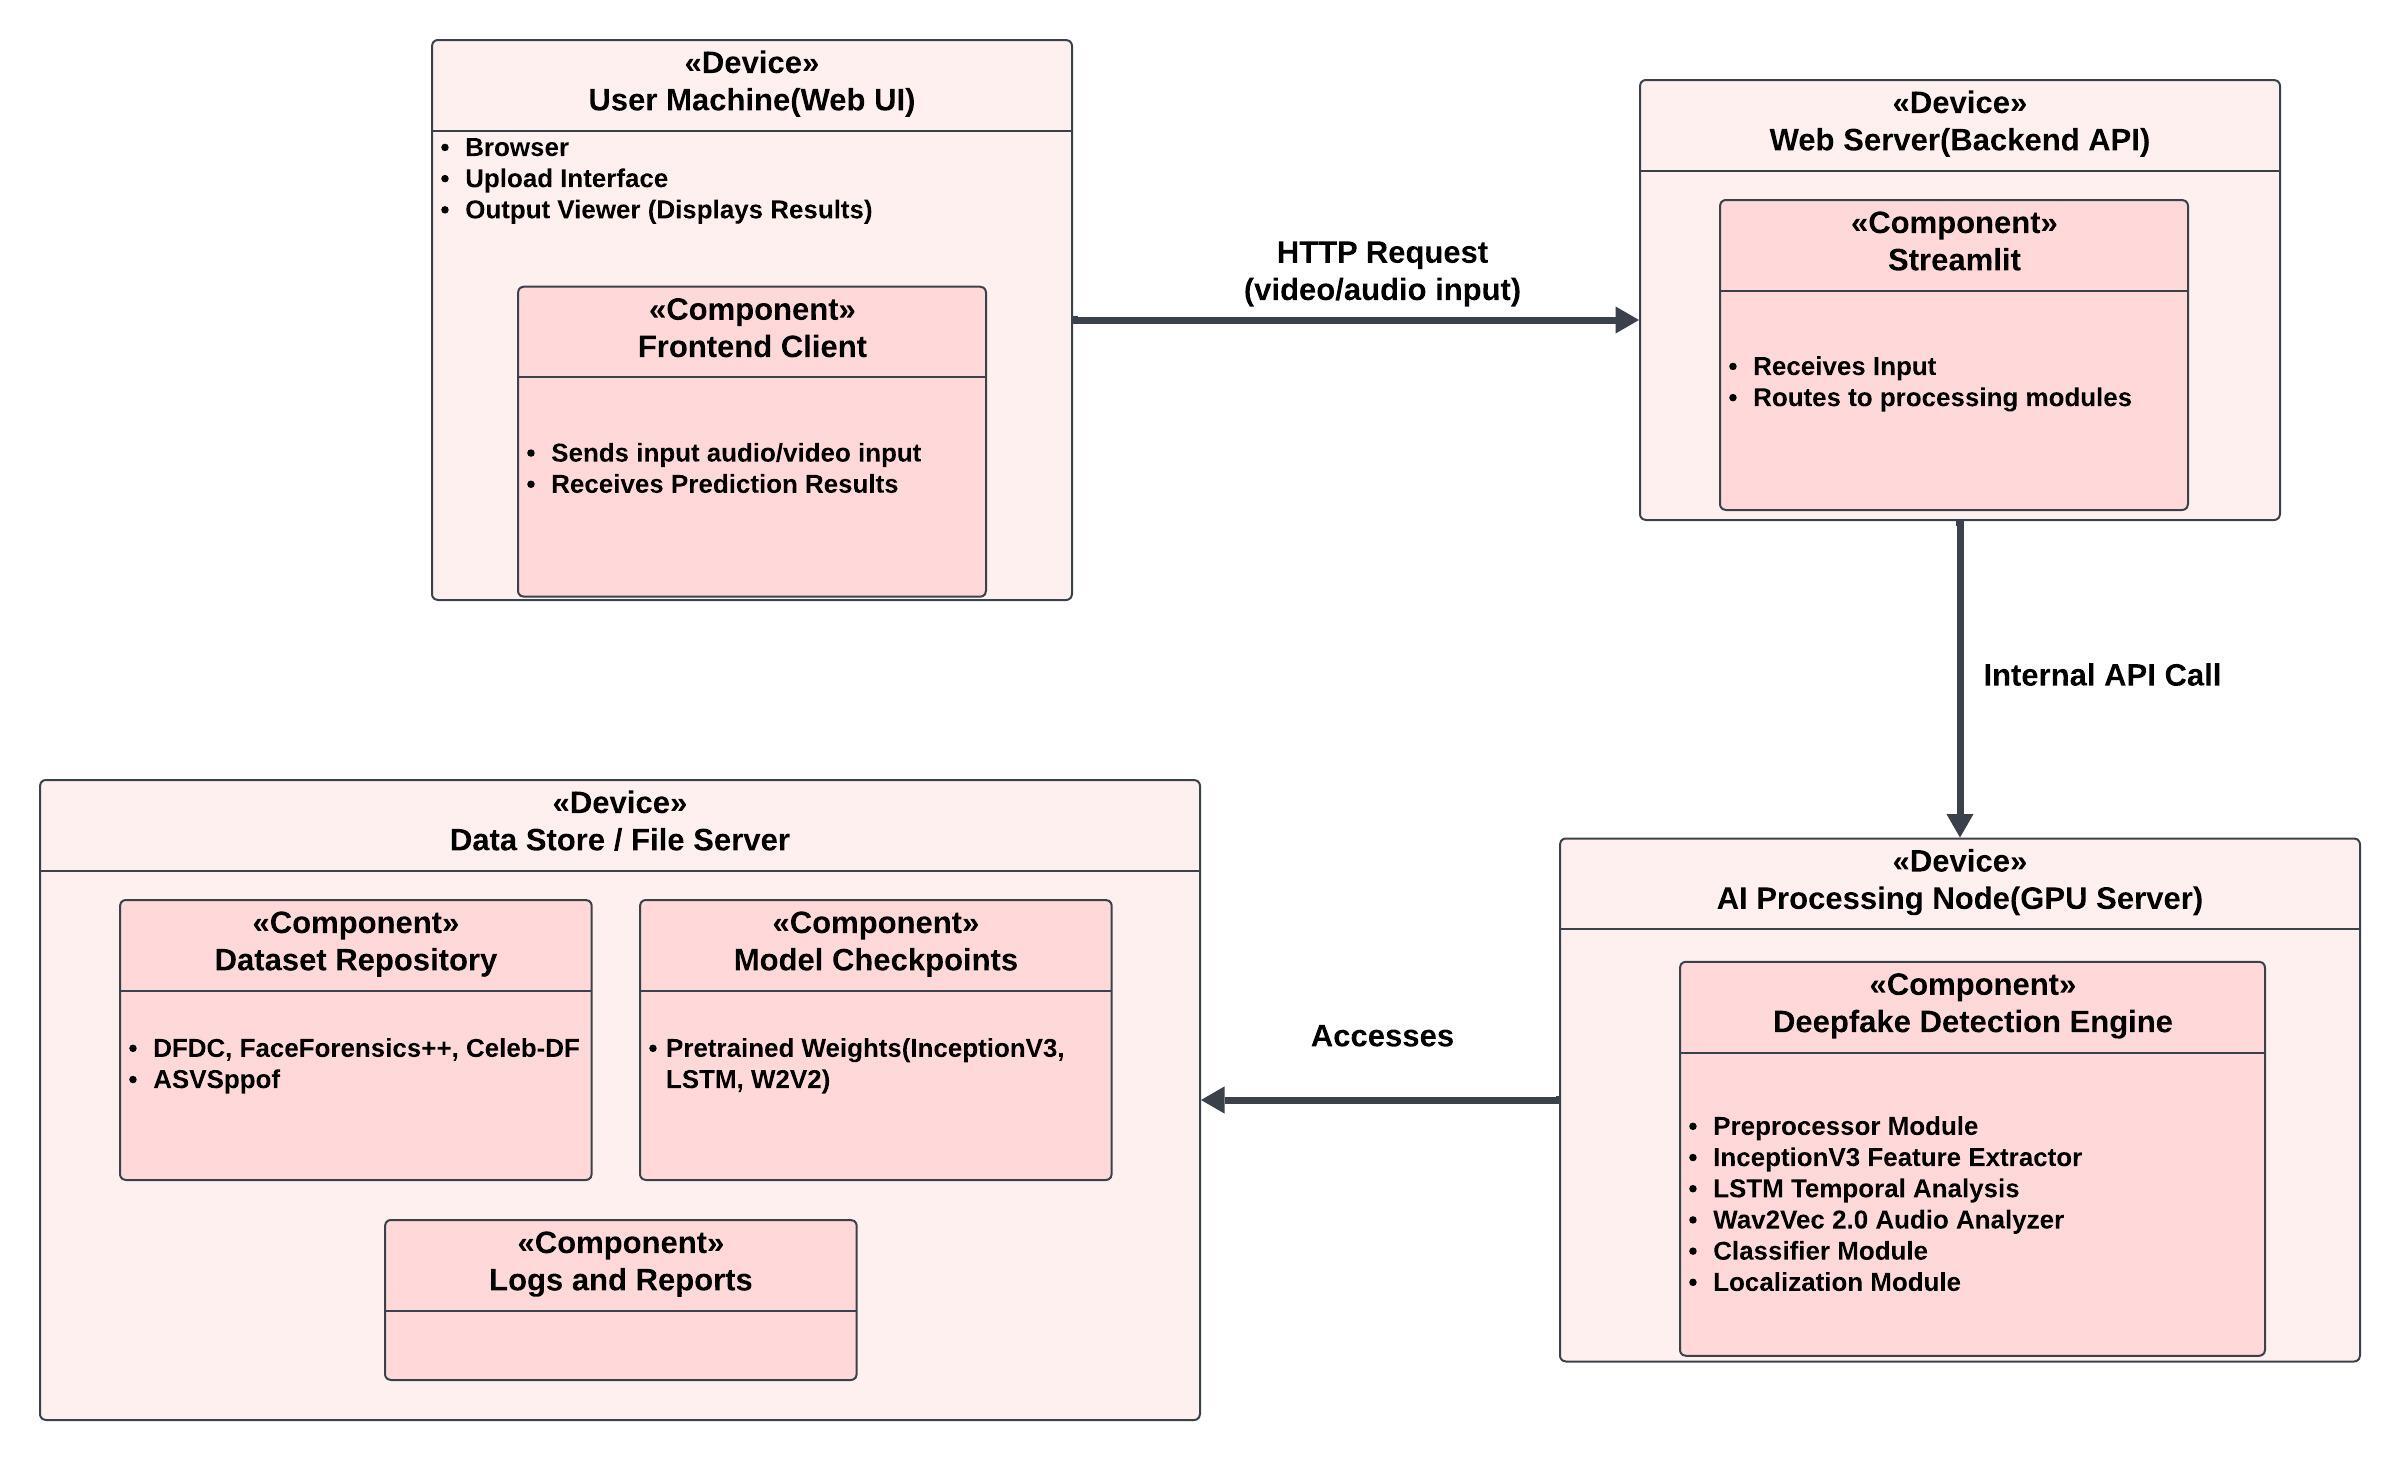 «Device»
User Machine(Web UI)
• Browser
• Upload Interface
• Output Viewer (Displays Results)
«Component»
Frontend Client
• Sends input audio/video input
• Receives Prediction Results
HTTP Request
(video/audio input)
«Device»
Web Server(Backend API)
«Component»
Streamlit
• Receives Input
• Routes to processing modules
Internal API Call
«Device»
AI Processing Node(GPU Server)
«Component»
Deepfake Detection Engine
• Preprocessor Module
• InceptionV3 Feature Extractor
• LSTM Temporal Analysis
• Wav2Vec 2.0 Audio Analyzer
• Classifier Module
• Localization Module
Accesses
«Device»
Data Store / File Server
«Component»
Dataset Repository
• DFDC, FaceForensics++, Celeb-DF
• ASVSppof
«Component»
Model Checkpoints
• Pretrained Weights(InceptionV3,
LSTM, W2V2)
«Component»
Logs and Reports